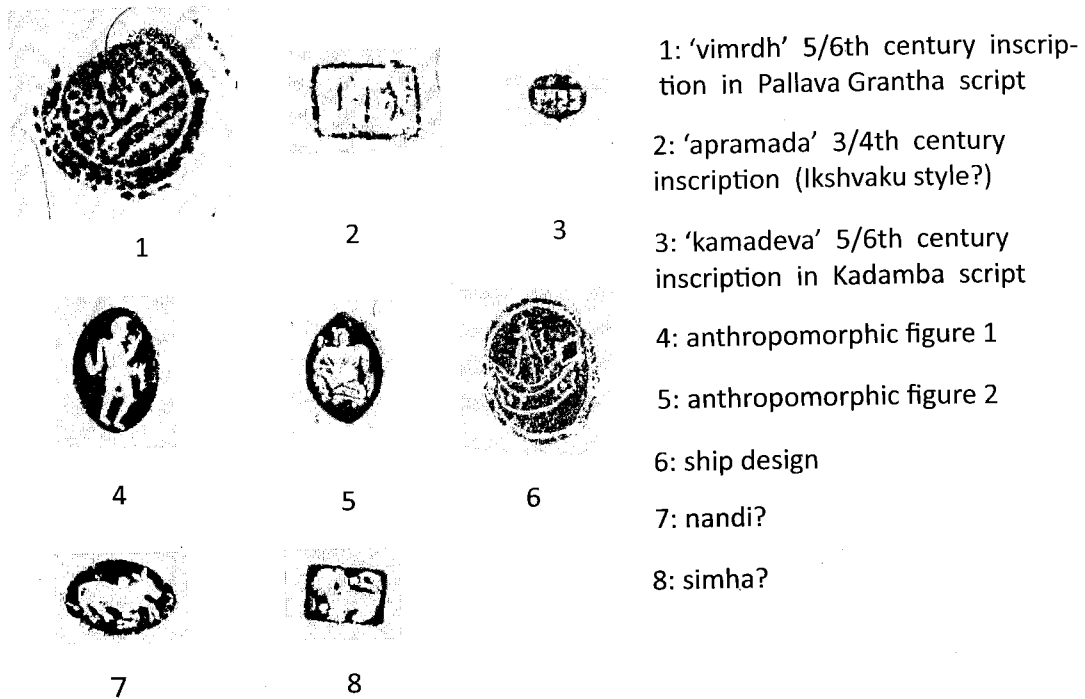 1: ‘vimrdh’ 5/6th century inscrip-
tion in Pallava Grantha script
2: ‘apramada’ 3/4th century
inscription (Ikshvaku style?)
3: ‘kamadeva’ 5/6th century
inscription in Kadamba script
4: anthropomorphic figure 1
5: anthropomorphic figure 2
6: ship design
7: nandi?
8: simha?
1 2 3
4 5 6
7 8